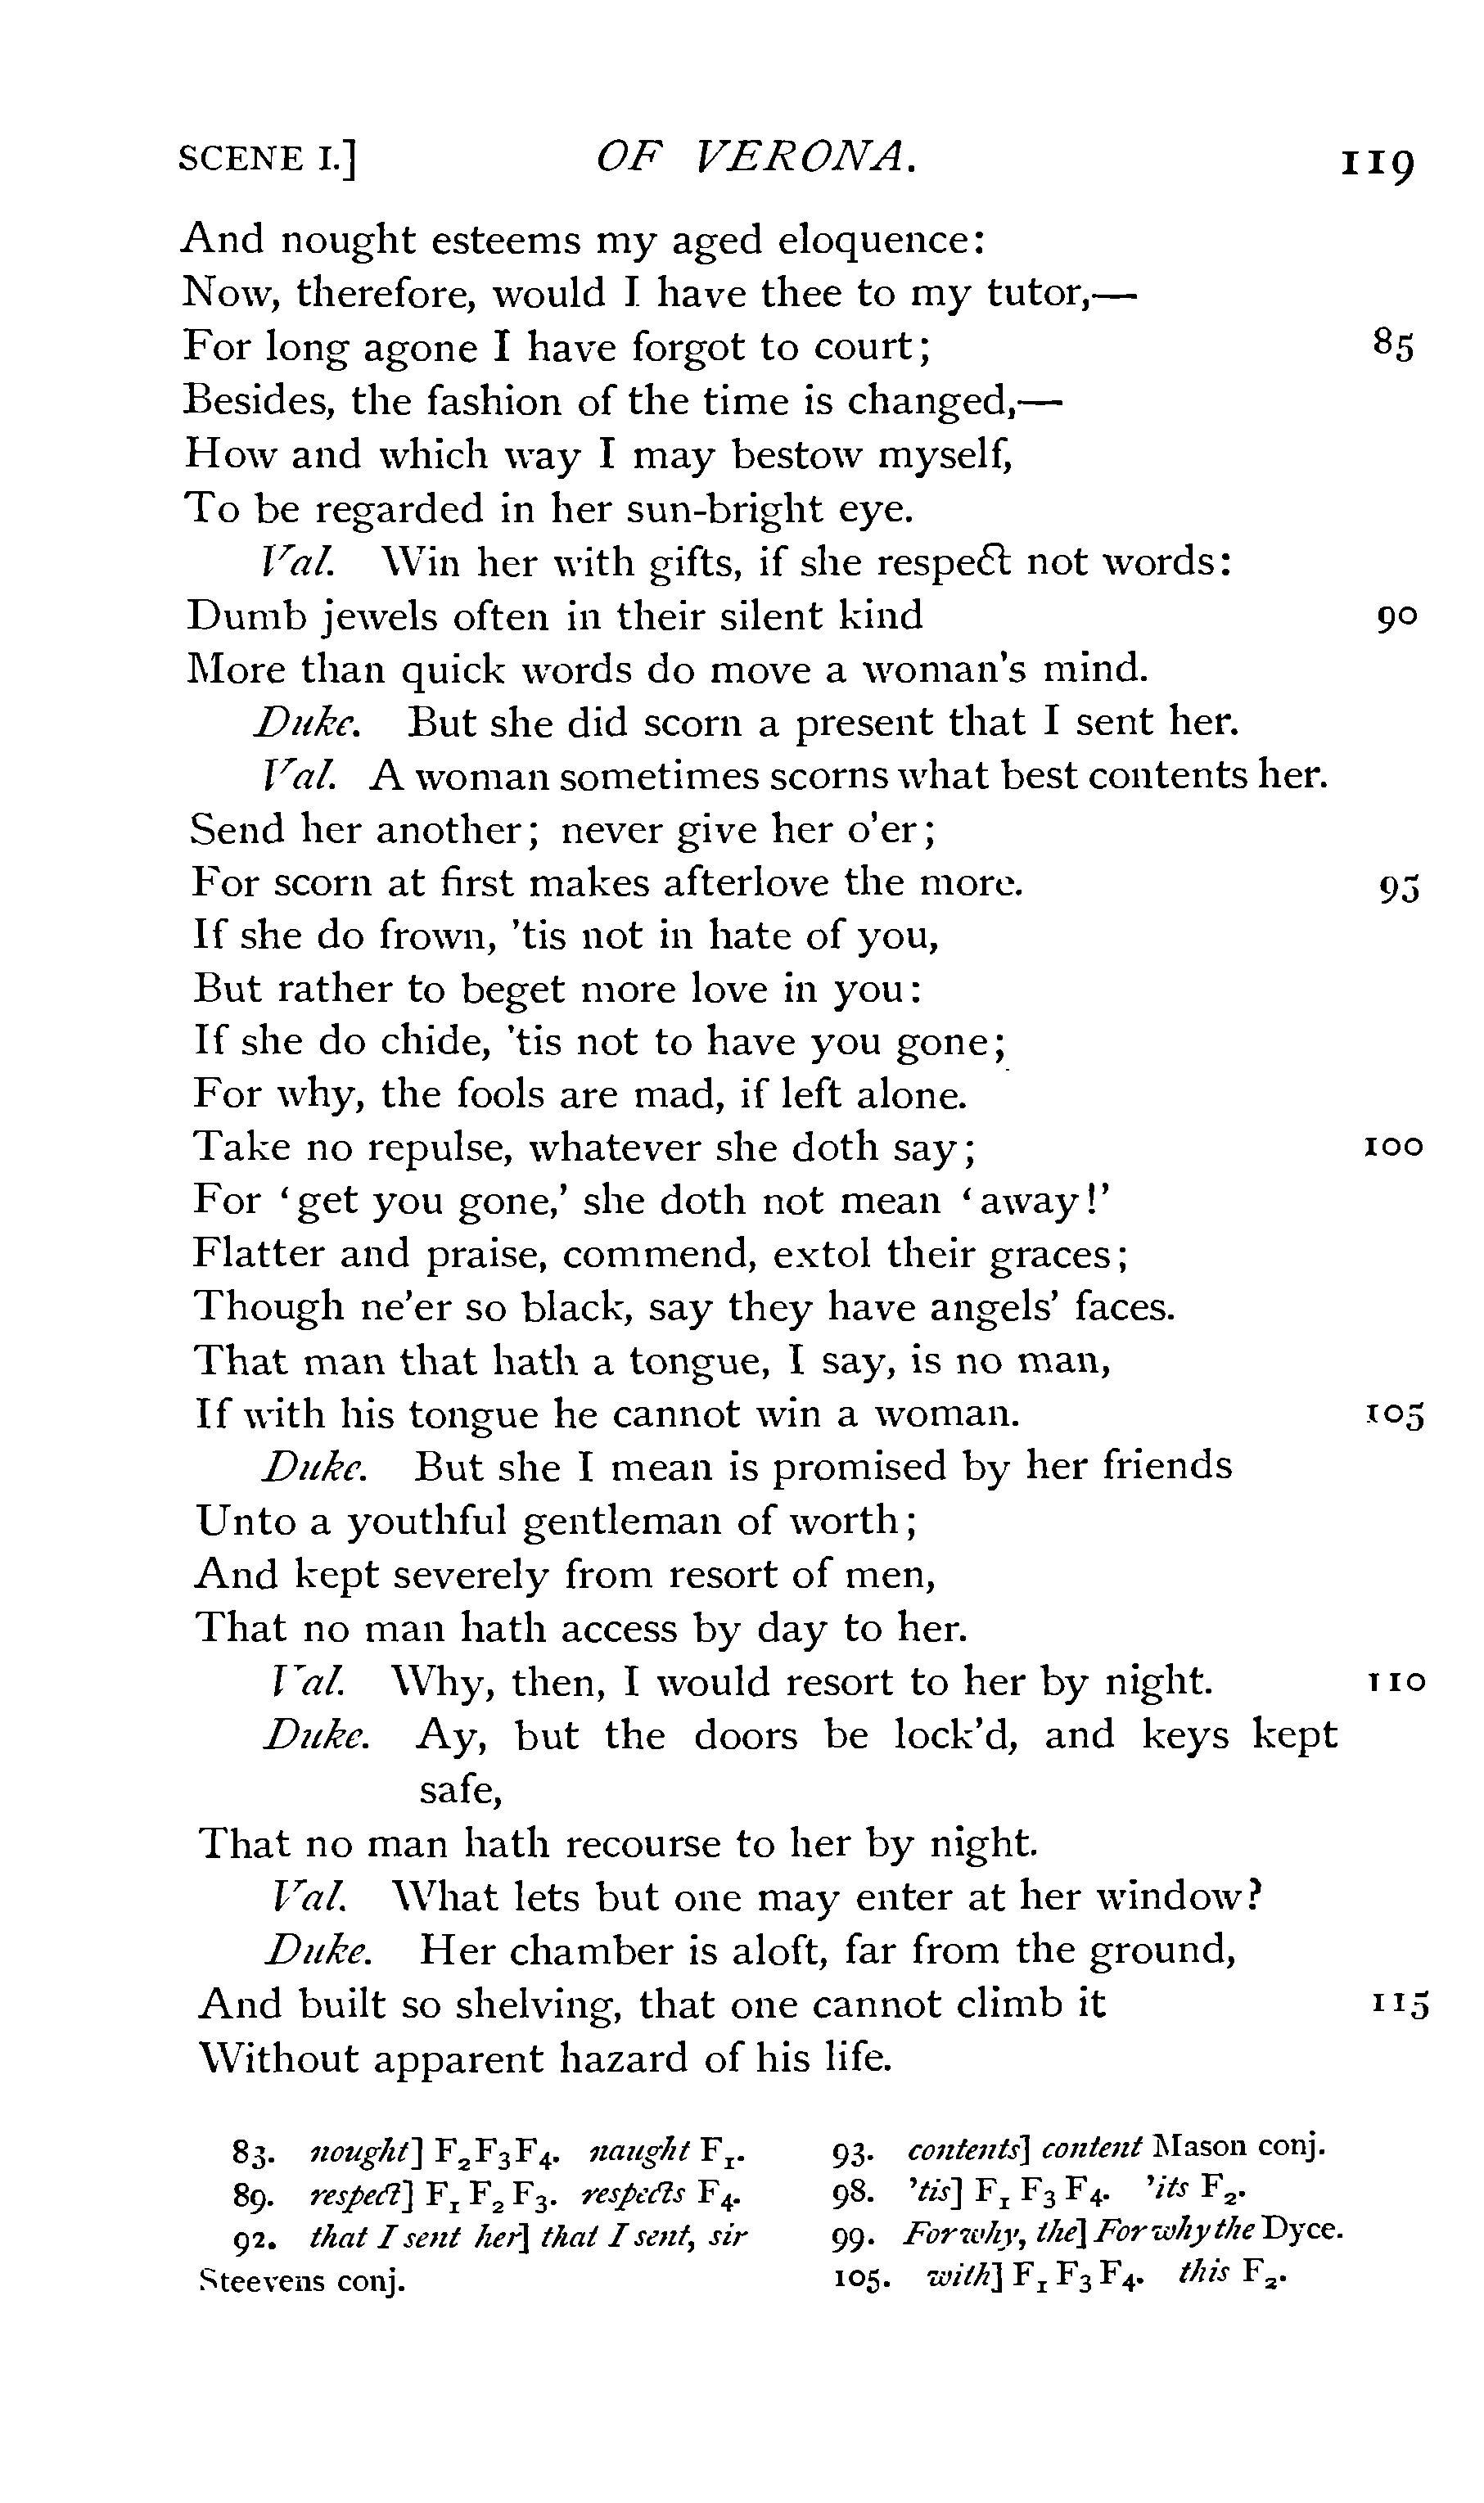 SCENE I.] OF VERONA. 119
And nought esteems my aged eloquence:
Now, therefore, would I have thee to my tutor,—
For long agone I have forgot to court; 85
Besides, the fashion of the time is changed,—
How and which way I may bestow myself,
To be regarded in her sun-bright eye.
Val. Win her with gifts, if she respect not words:
Dumb jewels often in their silent kind 90
More than quick words do move a woman's mind.
Duke. But she did scorn a present that I sent her.
Val. A woman sometimes scorns what best contents her.
Send her another; never give her o'er;
For scorn at first makes afterlove the more. 95
If she do frown, 'tis not in hate of you,
But rather to beget more love in you:
If she do chide, 'tis not to have you gone;
For why, the fools are mad, if left alone.
Take no repulse, whatever she doth say; 100
For 'get you gone,' she doth not mean 'away!'
Flatter and praise, commend, extol their graces;
Though ne'er so black, say they have angels' faces.
That man that hath a tongue, I say, is no man,
If with his tongue he cannot win a woman. 105
Duke. But she I mean is promised by her friends
Unto a youthful gentleman of worth;
And kept severely from resort of men,
That no man hath access by day to her.
Val. Why, then, I would resort to her by night. 110
Duke. Ay, but the doors be lock'd, and keys kept
safe,
That no man hath recourse to her by night.
Val. What lets but one may enter at her window?
Duke. Her chamber is aloft, far from the ground,
And built so shelving, that one cannot climb it 115
Without apparent hazard of his life.
83. nought] F2F3F4. naught F1.
89. respect] F1 F2 F3. respects F4.
92. that I sent her] that I sent, sir
Steevens conj.
93. contents] content Mason conj.
98. 'tis] F1 F3 F4. 'its F2.
99. For why, the] For why the Dyce.
105. with] F1 F3 F4. this F2.